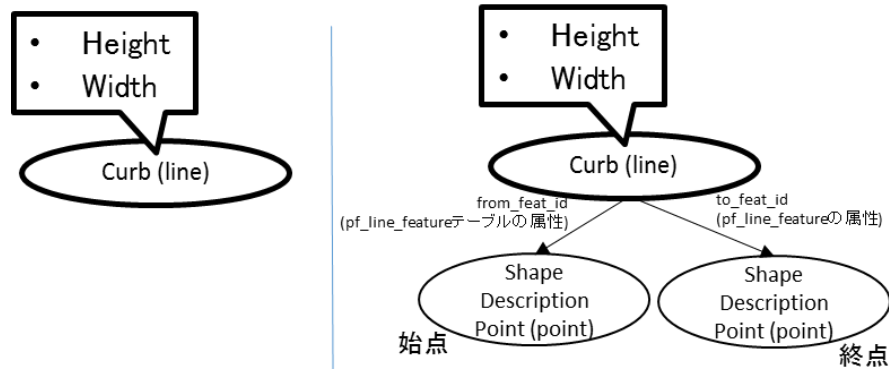 • Height
• Width
Curb (line)
• Height
• Width
Curb (line)
from_feat_id
(pf_line_featureテーブルの属性)
to_feat_id
(pf_line_featureの属性)
Shape
Description
Point (point)
始点
Shape
Description
Point (point)
終点